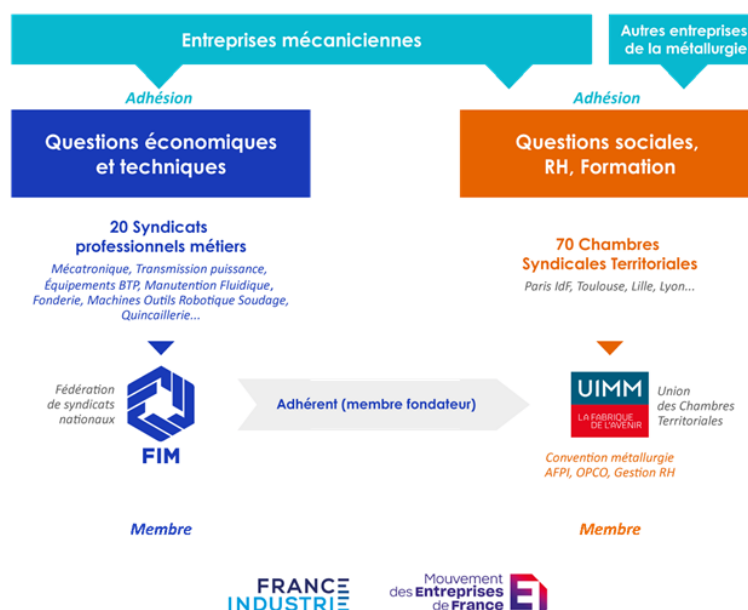 Entreprises mécaniciennes
Autres entreprises
de la métallurgie
Adhésion
Adhésion
Questions économiques
et techniques
Questions sociales,
RH, Formation
20 Syndicats
professionnels métiers
Mécatronique, Transmission puissance,
Équipements BTP, Manutention Fluidique,
Fonderie, Machines Outils Robotique Soudage,
Quincaillerie...
70 Chambres
Syndicales Territoriales
Paris IdF, Toulouse, Lille, Lyon...
Fédération
de syndicats
nationaux
FIM
Adhérent (membre fondateur)
UIMM
LA FABRIQUE
DE L'AVENIR
Union
des Chambres
Territoriales
Convention métallurgie
AFPI, OPCO, Gestion RH
Membre
Membre
FRANCE
INDUSTRIE
Mouvement
des Entreprises
de France